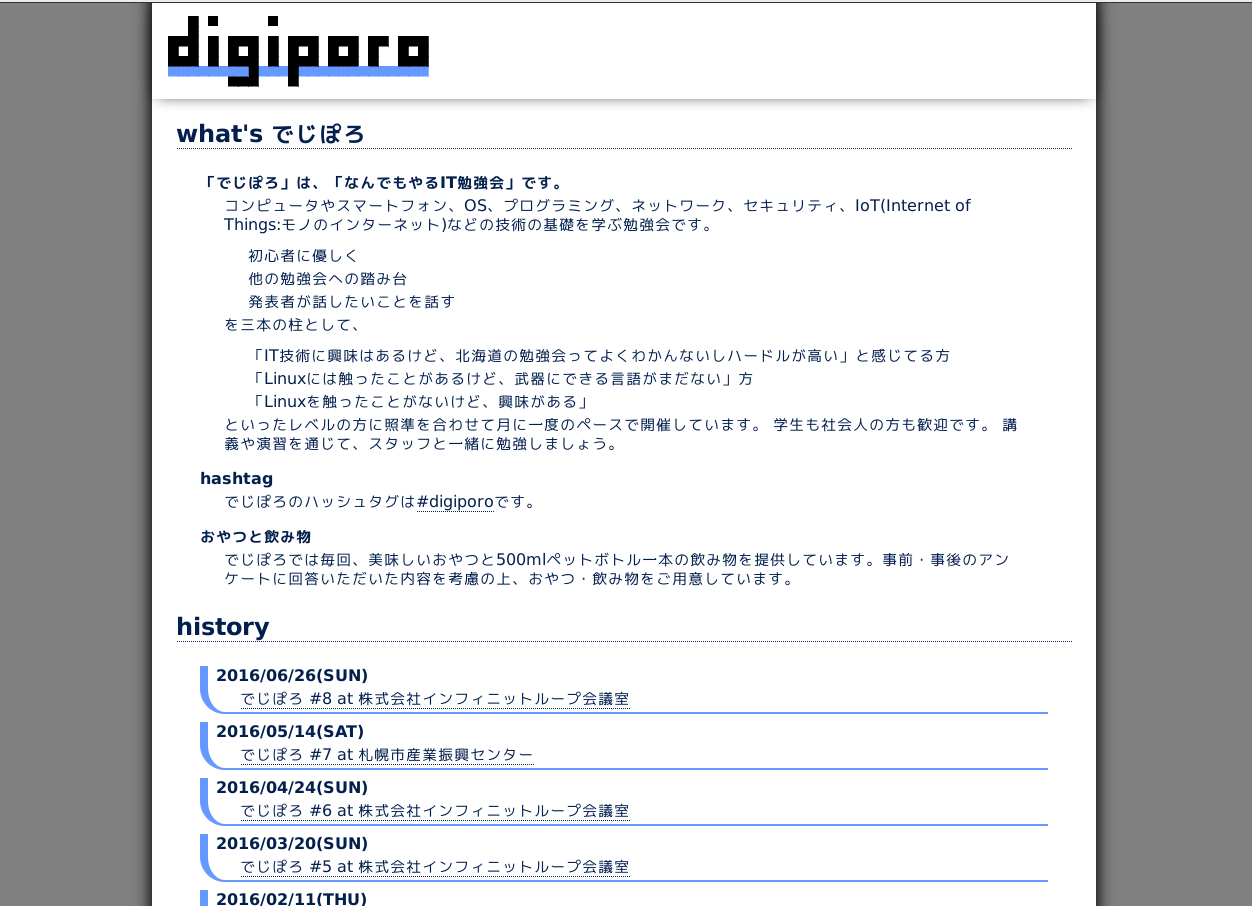 digiporo
what's でじぽろ
「でじぽろ」は、「なんでもやるIT勉強会」です。
コンピュータやスマートフォン、OS、プログラミング、ネットワーク、セキュリティ、IoT(Internet of
Things:モノのインターネット)などの技術の基礎を学ぶ勉強会です。
初心者に優しく
他の勉強会への踏み台
発表者が話したいことを話す
を三本の柱として、
「IT技術に興味はあるけど、北海道の勉強会ってよくわかんないしハードルが高い」と感じてる方
「Linuxには触ったことがあるけど、武器にできる言語がまだない」方
「Linuxを触ったことがないけど、興味がある」
といったレベルの方に照準を合わせて月に一度のペースで開催しています。 学生も社会人の方も歓迎です。 講
義や演習を通じて、スタッフと一緒に勉強しましょう。
hashtag
でじぽろのハッシュタグは#digiporoです。
おやつと飲み物
でじぽろでは毎回、美味しいおやつと500mlペットボトル一本の飲み物を提供しています。事前・事後のアン
ケートに回答いただいた内容を考慮の上、おやつ・飲み物をご用意しています。
history
2016/06/26(SUN)
でじぽろ #8 at 株式会社インフィニットループ会議室
2016/05/14(SAT)
でじぽろ #7 at 札幌市産業振興センター
2016/04/24(SUN)
でじぽろ #6 at 株式会社インフィニットループ会議室
2016/03/20(SUN)
でじぽろ #5 at 株式会社インフィニットループ会議室
2016/02/11(THU)